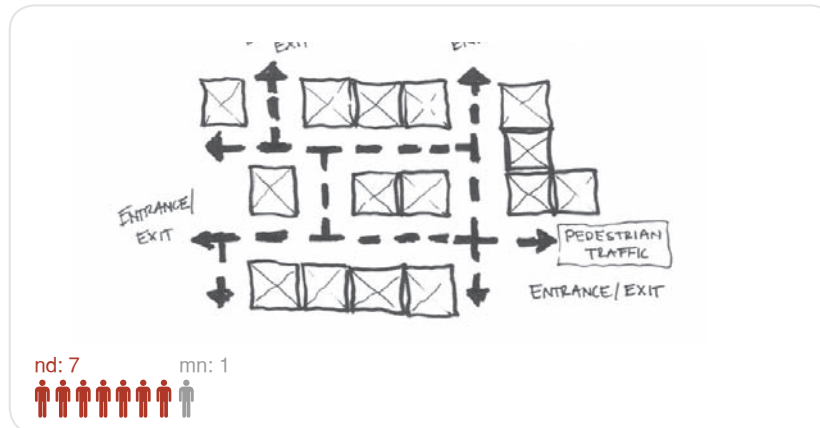 EXIT
ENTRANCE/
EXIT
PEDESTRIAN
TRAFFIC
ENTRANCE/EXIT
nd: 7
mn: 1